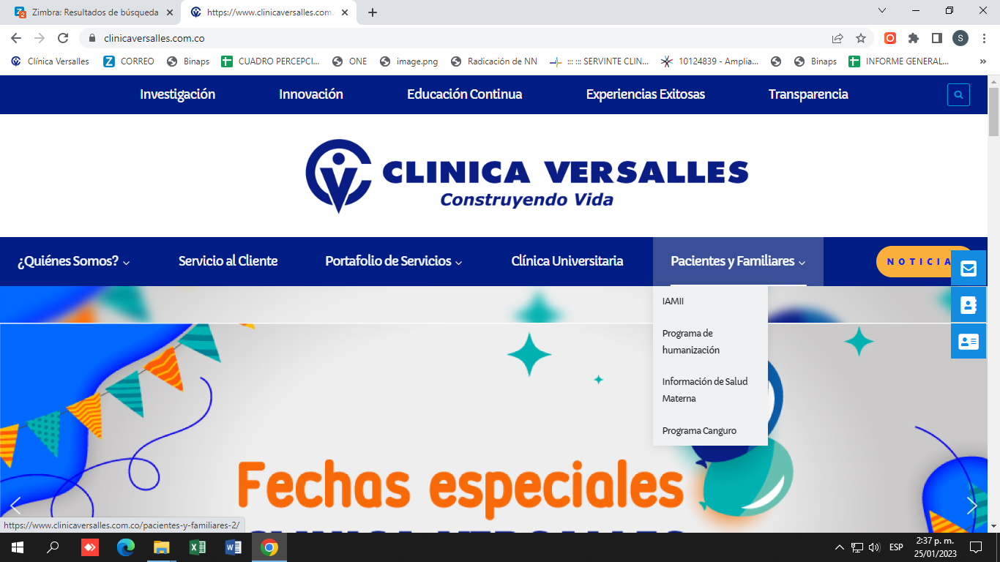 Zimbra: Resultados de búsqueda
https://www.clinicaversalles.com.
clinicaversalles.com.co
S
Clínica Versalles
CORREO
Binaps
CUADRO PERCEPCI...
ONE
image.png
Radicación de NN
::: ::: SERVINTE CLIN...
10124839 - Amplia...
Binaps
INFORME GENERAL...
»
Investigación
Innovación
Educación Continua
Experiencias Exitosas
Transparencia
CLINICA VERSALLES
Construyendo Vida
¿Quiénes Somos?
Servicio al Cliente
Portafolio de Servicios
Clínica Universitaria
Pacientes y Familiares
NOTICIA
IAMII
Programa de
humanización
Información de Salud
Materna
Programa Canguro
Fechas especiales
CLINICA VERSALLES
https://www.clinicaversalles.com.co/pacientes-y-familiares-2/
ESP
2:37 p. m.
25/01/2023